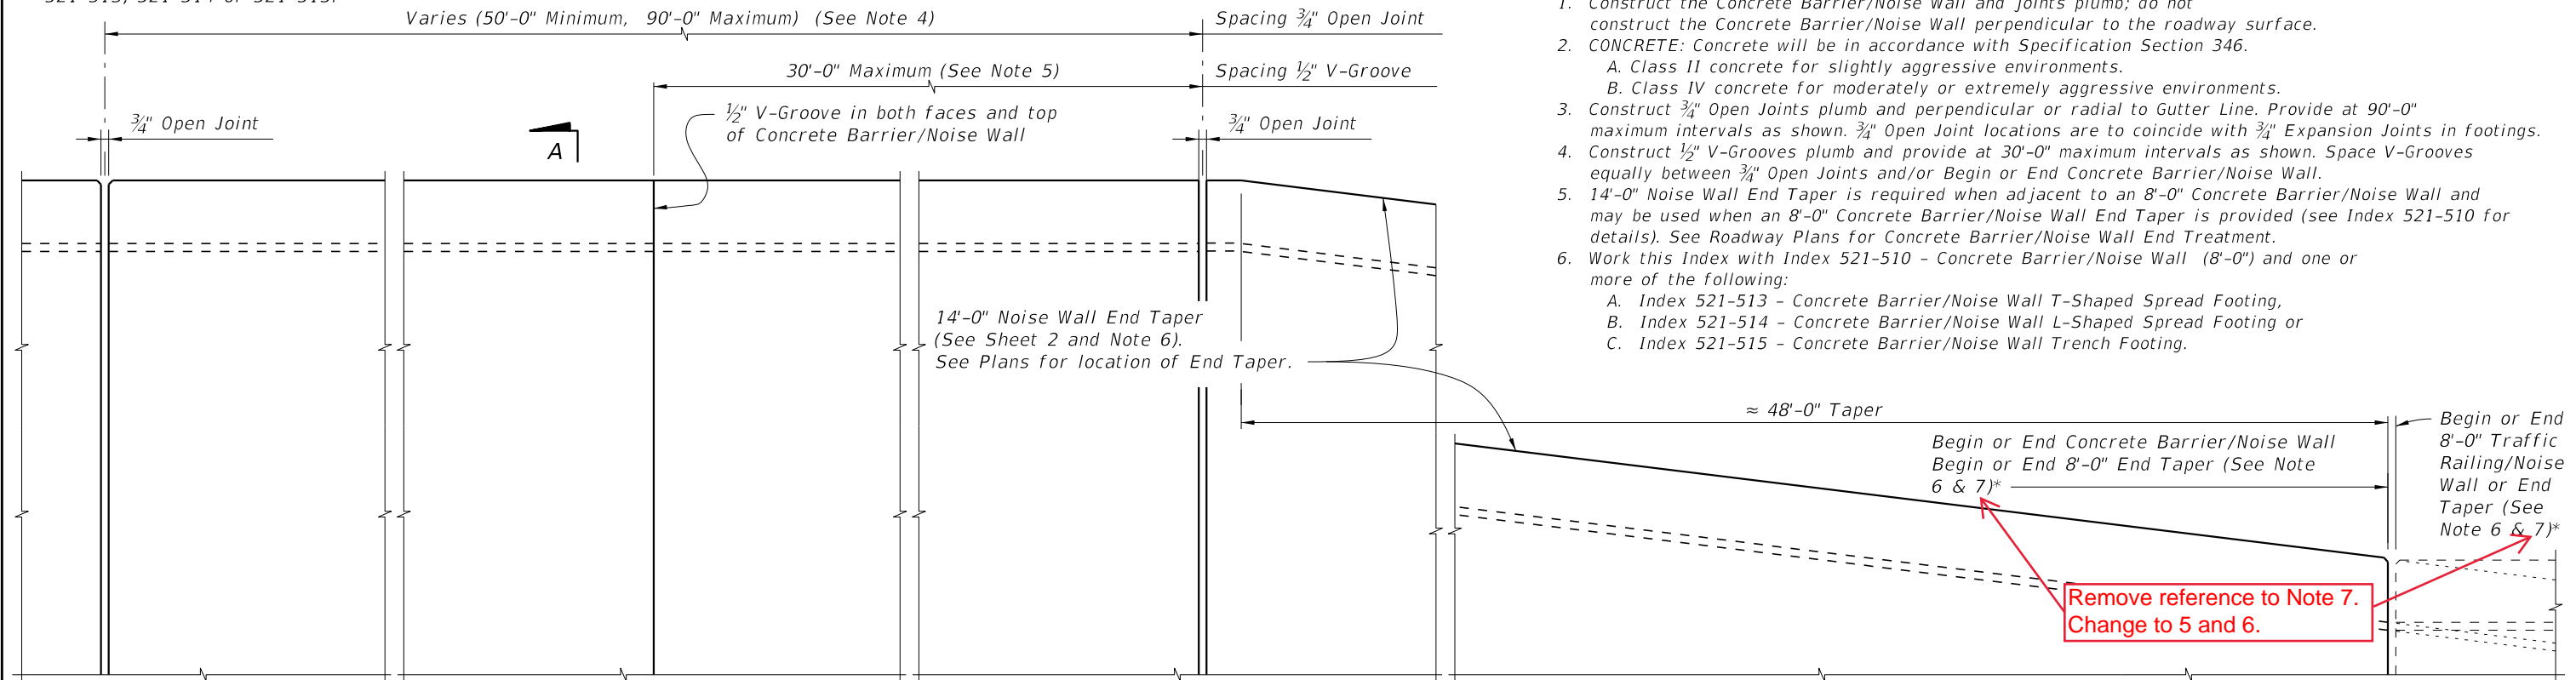 521-513, 521-514 or 521-515.
Varies (50'-0" Minimum, 90'-0" Maximum) (See Note 4)
Spacing ¾" Open Joint
30'-0" Maximum (See Note 5)
Spacing ½" V-Groove
¾" Open Joint
A
½" V-Groove in both faces and top
of Concrete Barrier/Noise Wall
¾" Open Joint
14'-0" Noise Wall End Taper
(See Sheet 2 and Note 6).
See Plans for location of End Taper.
1. Construct the Concrete Barrier/Noise Wall and joints plumb; do not
construct the Concrete Barrier/Noise Wall perpendicular to the roadway surface.
2. CONCRETE: Concrete will be in accordance with Specification Section 346.
A. Class II concrete for slightly aggressive environments.
B. Class IV concrete for moderately or extremely aggressive environments.
3. Construct ¾" Open Joints plumb and perpendicular or radial to Gutter Line. Provide at 90'-0"
maximum intervals as shown. ¾" Open Joint locations are to coincide with ¾" Expansion Joints in footings.
4. Construct ½" V-Grooves plumb and provide at 30'-0" maximum intervals as shown. Space V-Grooves
equally between ¾" Open Joints and/or Begin or End Concrete Barrier/Noise Wall.
5. 14'-0" Noise Wall End Taper is required when adjacent to an 8'-0" Concrete Barrier/Noise Wall and
may be used when an 8'-0" Concrete Barrier/Noise Wall End Taper is provided (see Index 521-510 for
details). See Roadway Plans for Concrete Barrier/Noise Wall End Treatment.
6. Work this Index with Index 521-510 - Concrete Barrier/Noise Wall (8'-0") and one or
more of the following:
A. Index 521-513 - Concrete Barrier/Noise Wall T-Shaped Spread Footing,
B. Index 521-514 - Concrete Barrier/Noise Wall L-Shaped Spread Footing or
C. Index 521-515 - Concrete Barrier/Noise Wall Trench Footing.
≈ 48'-0" Taper
Begin or End Concrete Barrier/Noise Wall
Begin or End 8'-0" End Taper (See Note
6 & 7)*
Begin or End
8'-0" Traffic
Railing/Noise
Wall or End
Taper (See
Note 6 & 7)*
Remove reference to Note 7.
Change to 5 and 6.